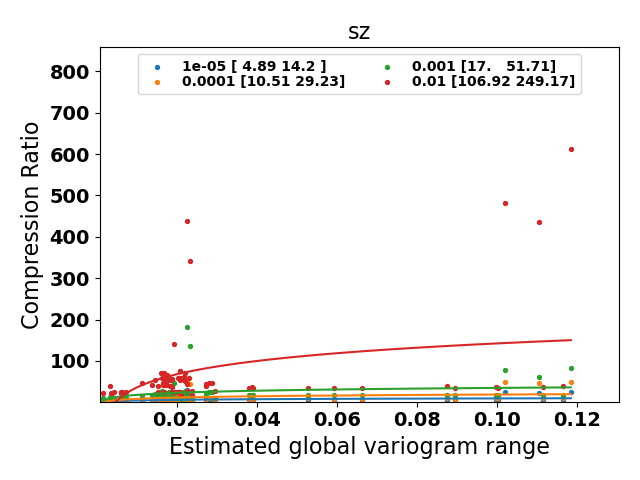 sz
1e-05 [ 4.89 14.2 ]
0.0001 [10.51 29.23]
0.001 [17.   51.71]
0.01 [106.92 249.17]
Compression Ratio
800
700
600
500
400
300
200
100
0.02 0.04 0.06 0.08 0.10 0.12
Estimated global variogram range